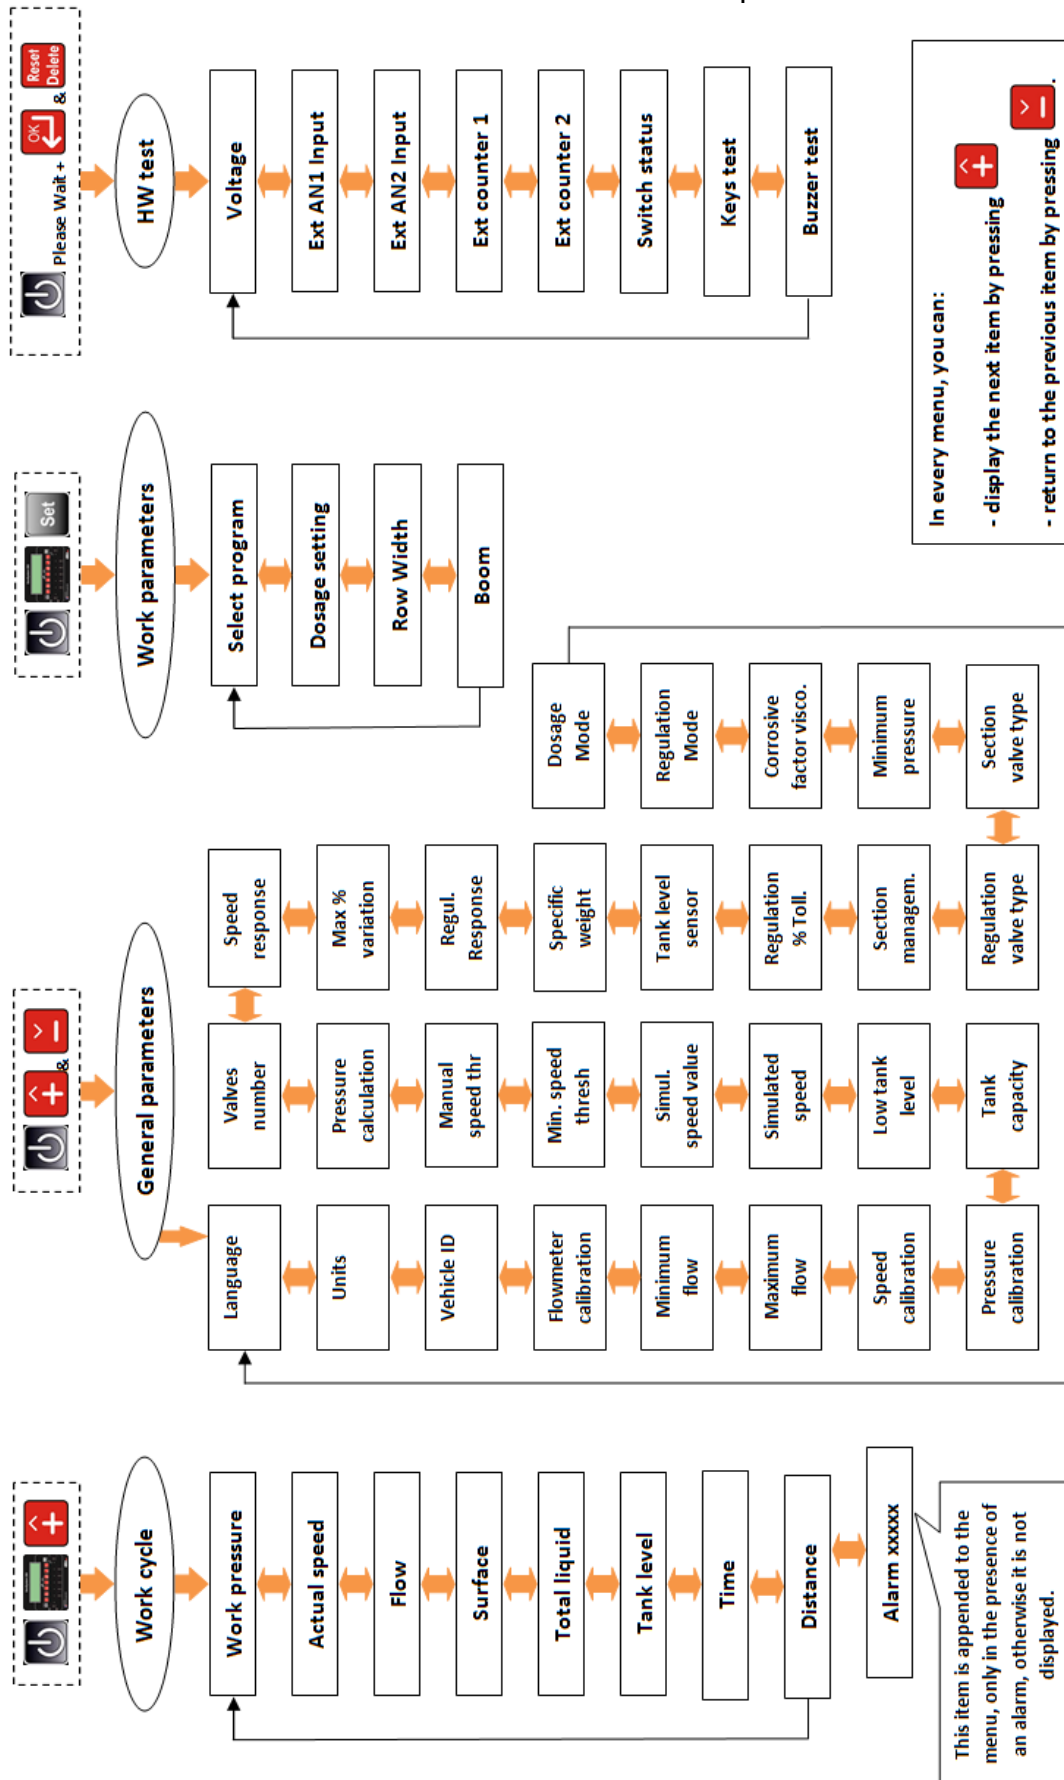 Work cycle
Work pressure
Actual speed
Flow
Surface
Total liquid
Tank level
Time
Distance
Alarm xxxxx
This item is appended to the
menu, only in the presence of
an alarm, otherwise it is not
displayed.
&
General parameters
Language
Units
Vehicle ID
Flowmeter
calibration
Minimum
flow
Maximum
flow
Speed
calibration
Pressure
calibration
Valves
number
Pressure
calculation
Manual
speed thr
Min. speed
thresh
Simul.
speed value
Simulated
speed
Low tank
level
Tank
capacity
Speed
response
Max %
variation
Regul.
Response
Specific
weight
Tank level
sensor
Regulation
% Toll.
Section
managem.
Regulation
valve type
Dosage
Mode
Regulation
Mode
Corrosive
factor visco.
Minimum
pressure
Section
valve type
Set
Work parameters
Select program
Dosage setting
Row Width
Boom
Please Wait +
OK
&
Reset
Delete
HW test
Voltage
Ext AN1 Input
Ext AN2 Input
Ext counter 1
Ext counter 2
Switch status
Keys test
Buzzer test
In every menu, you can:
- display the next item by pressing
- return to the previous item by pressing .